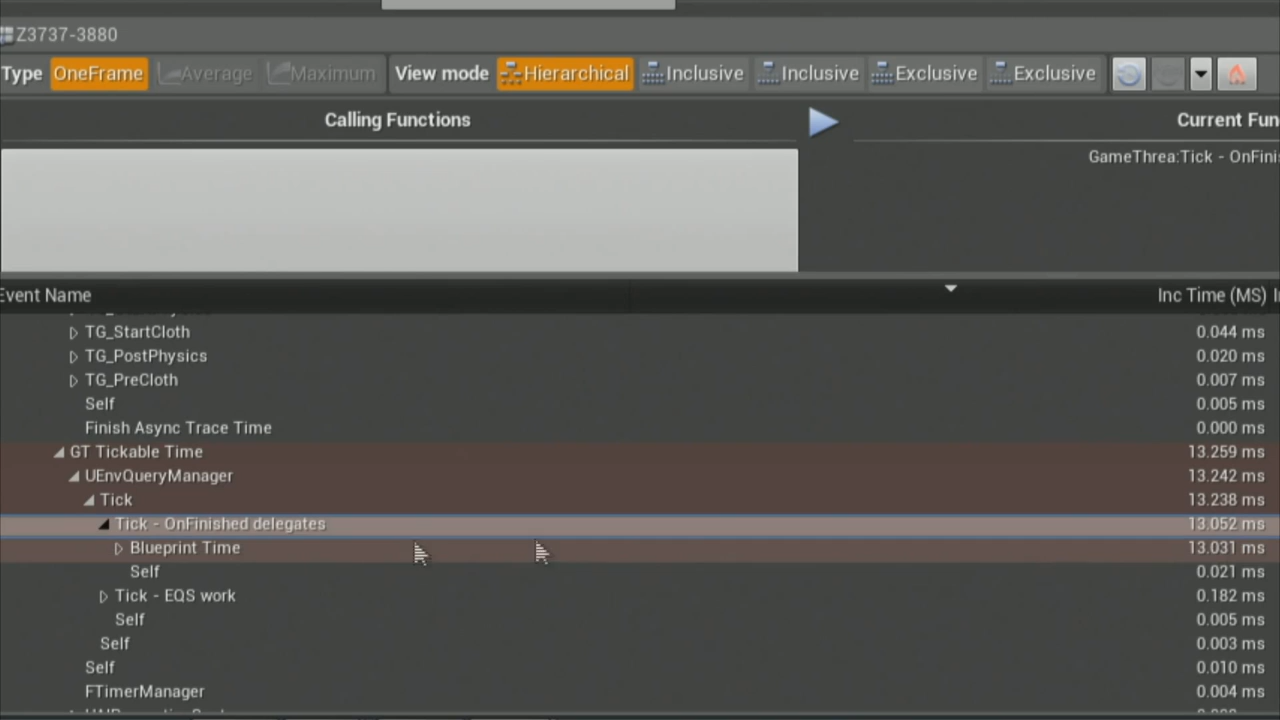 Z3737-3880
Type OneFrame Average Maximum View mode Hierarchical Inclusive Inclusive Exclusive Exclusive
Calling Functions Current Fun
GameThrea:Tick - OnFini
Event Name Inc Time (MS) I
TG_StartCloth 0.044 ms
TG_PostPhysics 0.020 ms
TG_PreCloth 0.007 ms
Self 0.005 ms
Finish Async Trace Time 0.000 ms
GT Tickable Time 13.259 ms
UEnvQueryManager 13.242 ms
Tick 13.238 ms
Tick - OnFinished delegates 13.052 ms
Blueprint Time 13.031 ms
Self 0.021 ms
Tick - EQS work 0.182 ms
Self 0.005 ms
Self 0.003 ms
Self 0.010 ms
FTimerManager 0.004 ms